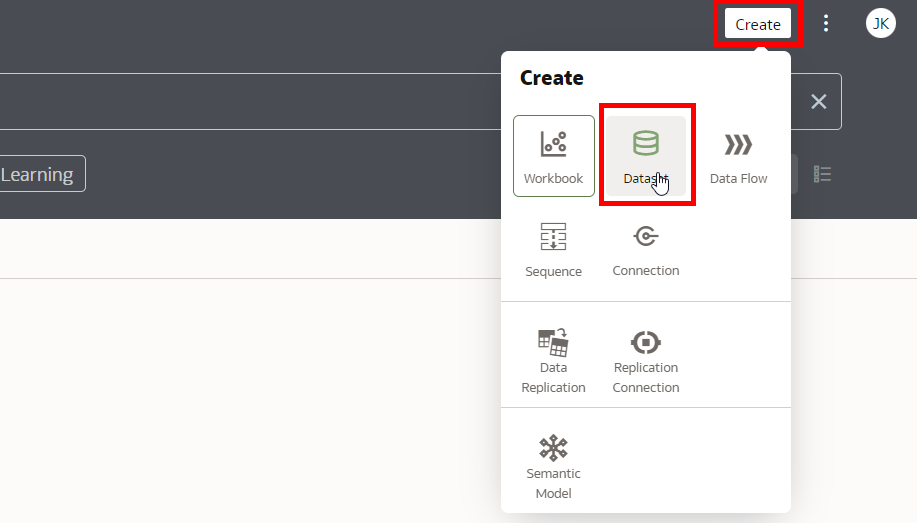 Create
JK
Create
Learning
Workbook
Dataset
Data Flow
Sequence
Connection
Data
Replication
Replication
Connection
Semantic
Model